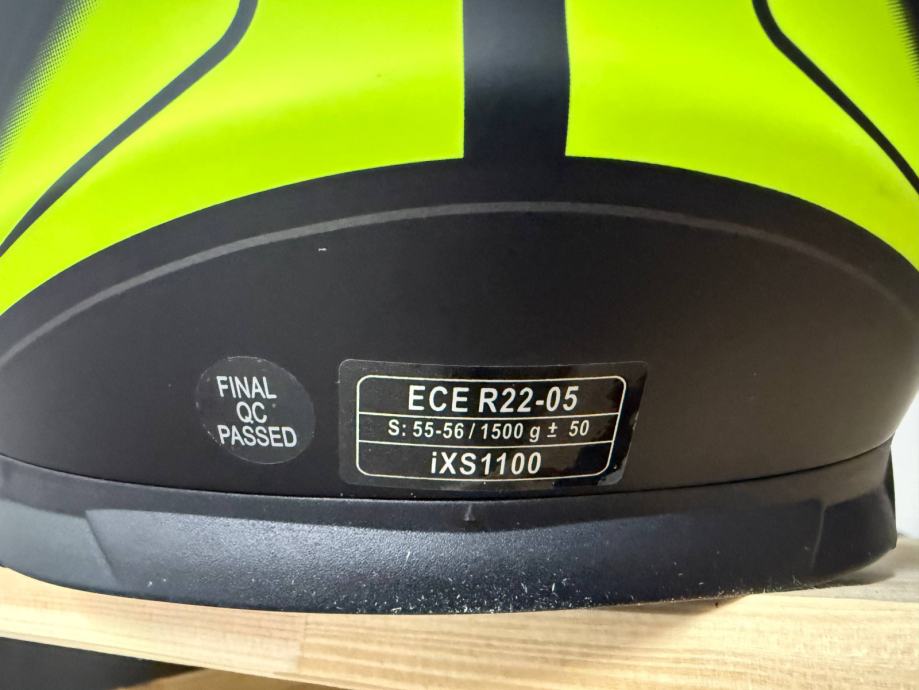 FINAL
QC
PASSED
ECE R22-05
S: 55-56 / 1500 g ± 50
iXS1100